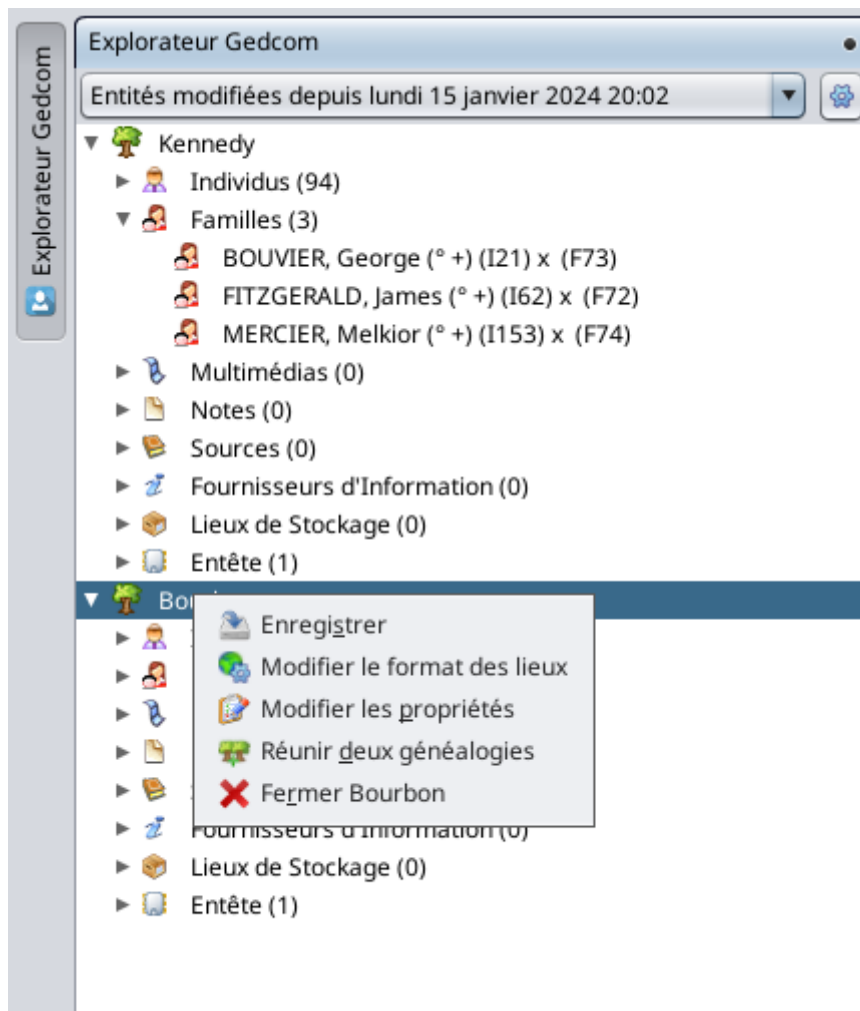 Explorateur Gedcom
Explorateur Gedcom
Entités modifiées depuis lundi 15 janvier 2024 20:02
Kennedy
Individus (94)
Familles (3)
BOUVIER, George (° +) (I21) x (F73)
FITZGERALD, James (° +) (I62) x (F72)
MERCIER, Melkior (° +) (I153) x (F74)
Multimédias (0)
Notes (0)
Sources (0)
Fournisseurs d'Information (0)
Lieux de Stockage (0)
Entête (1)
Enregistrer
Modifier le format des lieux
Modifier les propriétés
Réunir deux généalogies
Fermer Bourbon
Fournisseurs d'Information (0)
Lieux de Stockage (0)
Entête (1)